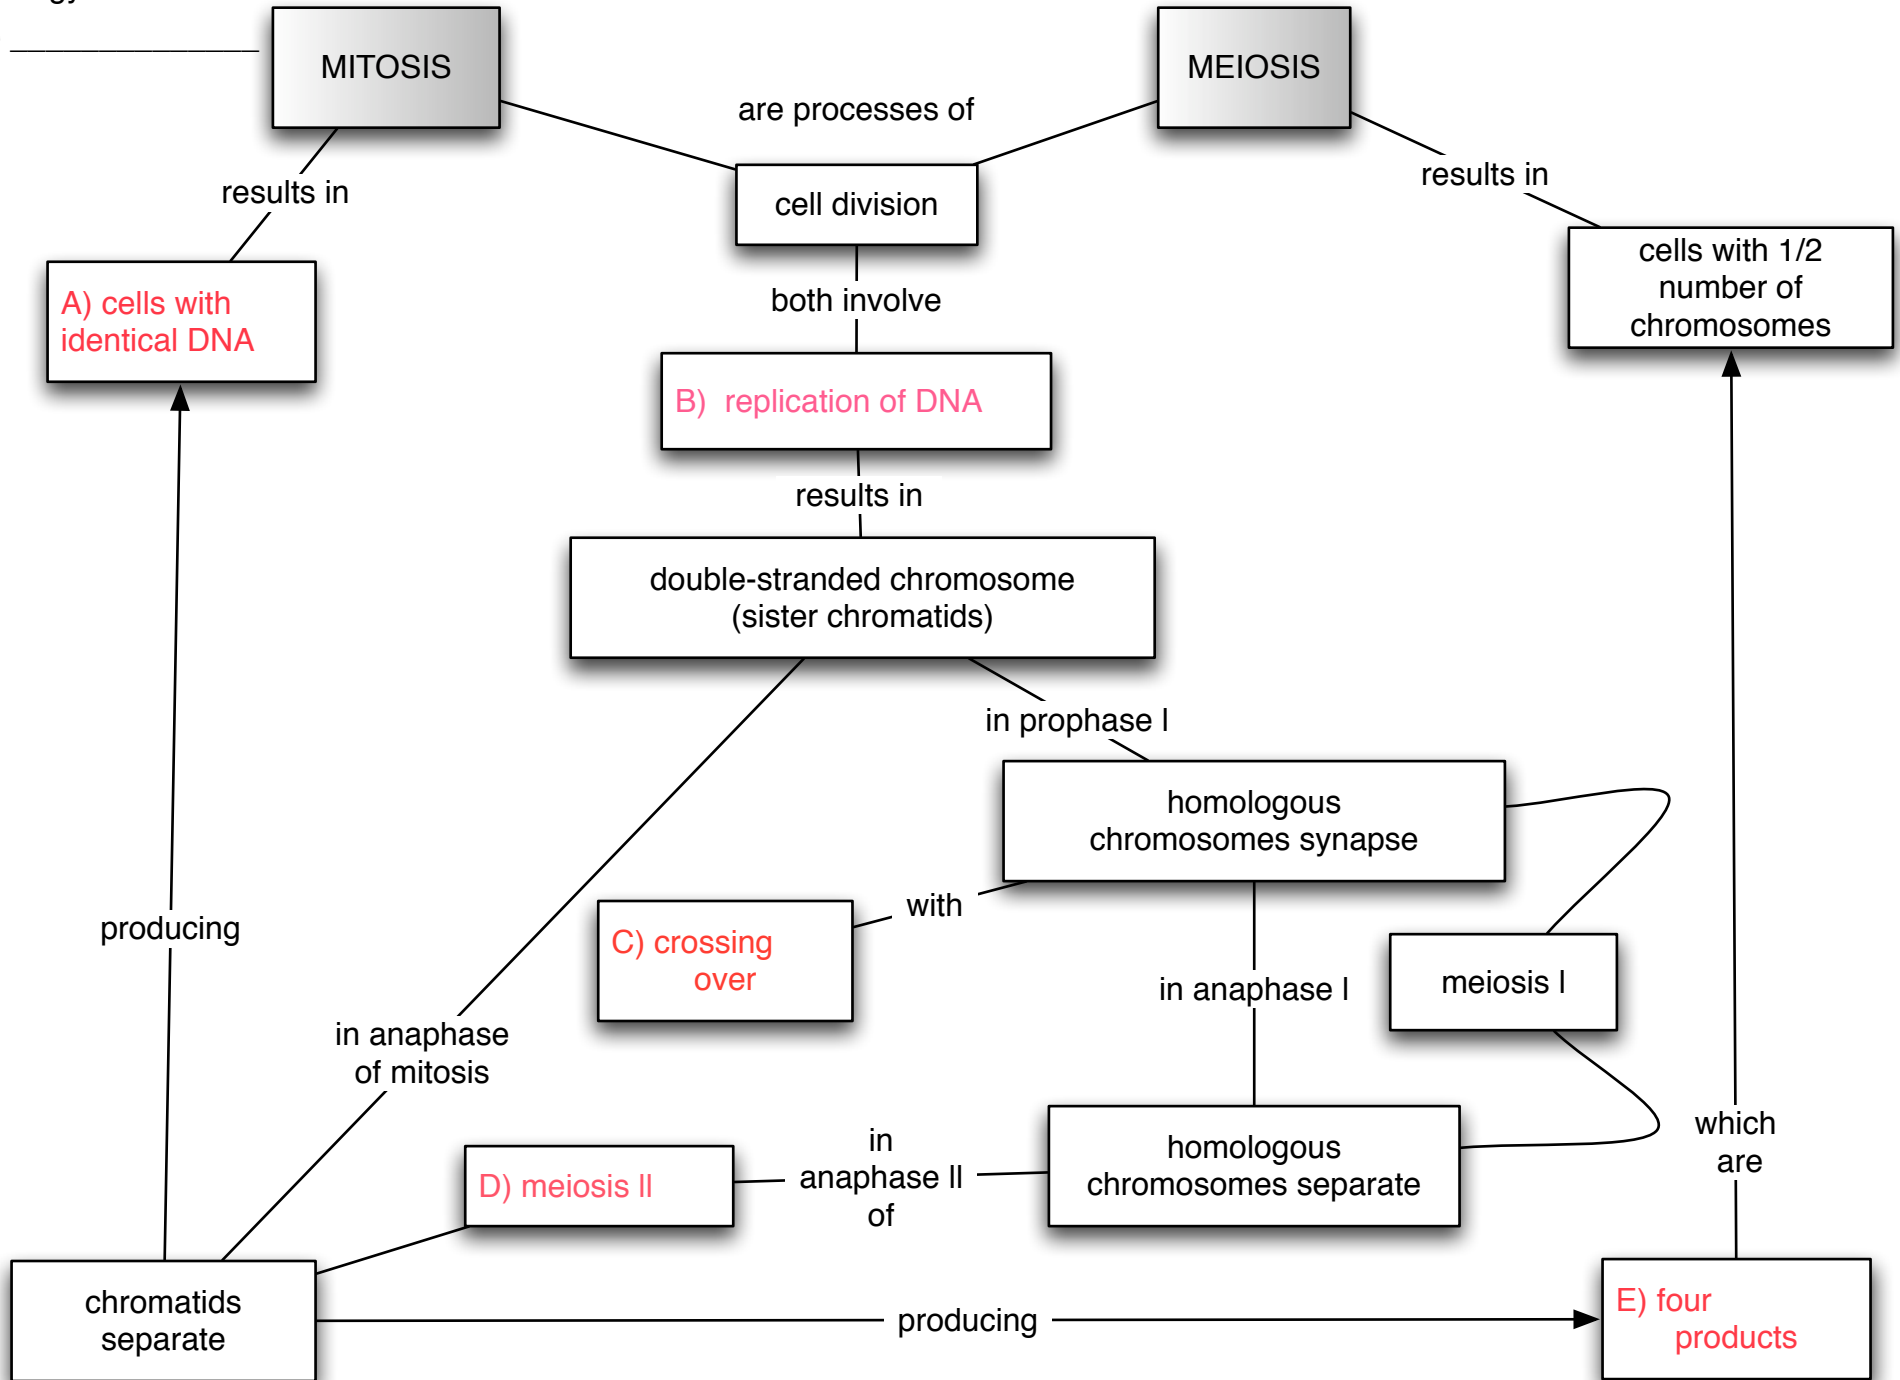 MITOSIS
MEIOSIS
are processes of
results in
results in
cell division
cells with 1/2
number of
chromosomes
A) cells with
identical DNA
both involve
B) replication of DNA
results in
double-stranded chromosome
(sister chromatids)
in prophase I
homologous
chromosomes synapse
with
C) crossing
over
producing
in anaphase I
meiosis I
in anaphase
of mitosis
in
anaphase II
of
D) meiosis II
homologous
chromosomes separate
which
are
chromatids
separate
producing
E) four
products